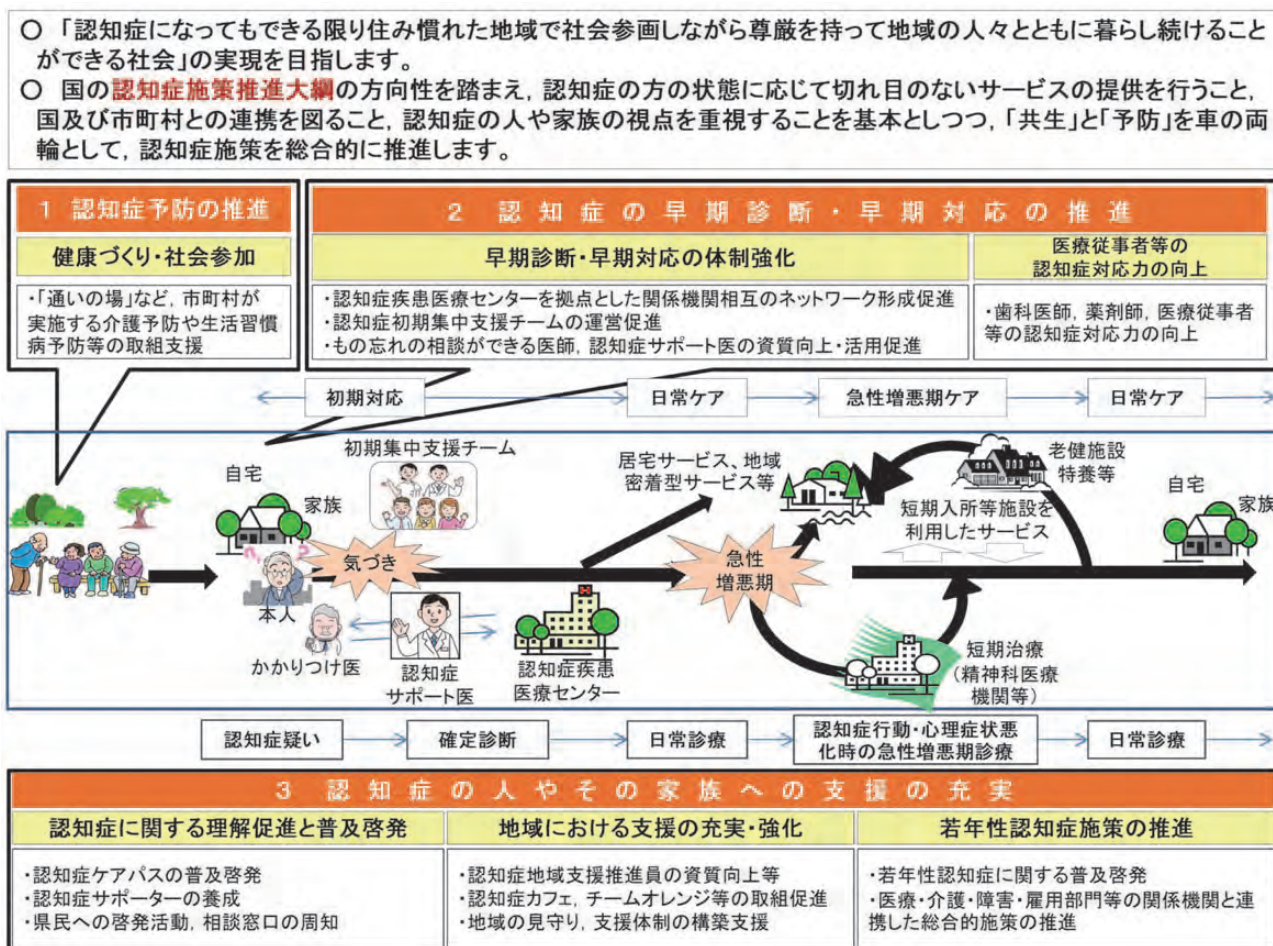 ○ 「認知症になってもできる限り住み慣れた地域で社会参画しながら尊厳を持って地域の人々とともに暮らし続けること
ができる社会」の実現を目指します。
○ 国の認知症施策推進大綱の方向性を踏まえ，認知症の方の状態に応じて切れ目のないサービスの提供を行うこと，
国及び市町村との連携を図ること，認知症の人や家族の視点を重視することを基本としつつ，「共生」と「予防」を車の両
輪として，認知症施策を総合的に推進します。
1 認知症予防の推進
健康づくり・社会参加
・「通いの場」など，市町村が
実施する介護予防や生活習慣
病予防等の取組支援
2 認知症の早期診断・早期対応の推進
早期診断・早期対応の体制強化
・認知症疾患医療センターを拠点とした関係機関相互のネットワーク形成促進
・認知症初期集中支援チームの運営促進
・もの忘れの相談ができる医師，認知症サポート医の資質向上・活用促進
医療従事者等の
認知症対応力の向上
・歯科医師，薬剤師，医療従事者
等の認知症対応力の向上
初期対応
日常ケア
急性増悪期ケア
日常ケア
初期集中支援チーム
自宅
家族
本人
気づき
かかりつけ医
認知症
サポート医
認知症疾患
医療センター
居宅サービス、地域
密着型サービス等
急性
増悪期
老健施設
特養等
短期入所等施設を
利用したサービス
短期治療
(精神科医療
機関等)
自宅
家族
認知症疑い
確定診断
日常診療
認知症行動・心理症状悪
化時の急性増悪期診療
日常診療
3 認知症の人やその家族への支援の充実
認知症に関する理解促進と普及啓発
・認知症ケアパスの普及啓発
・認知症サポーターの養成
・県民への啓発活動，相談窓口の周知
地域における支援の充実・強化
・認知症地域支援推進員の資質向上等
・認知症カフェ，チームオレンジ等の取組促進
・地域の見守り，支援体制の構築支援
若年性認知症施策の推進
・若年性認知症に関する普及啓発
・医療・介護・障害・雇用部門等の関係機関と連
携した総合的施策の推進